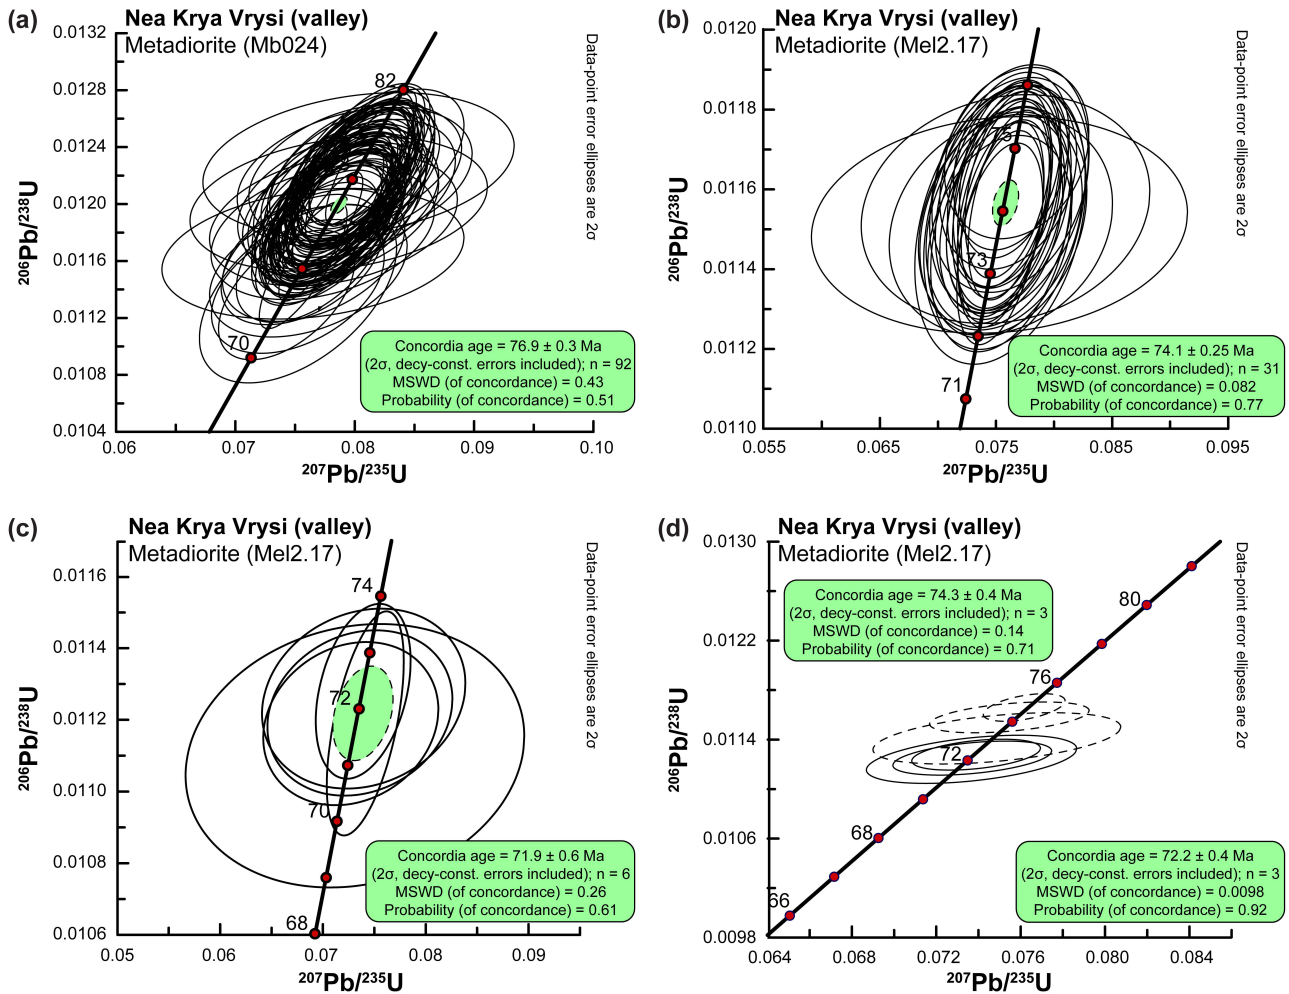 (a)
Nea Krya Vrysi (valley)
Metadiorite (Mb024)
Data-point error ellipses are 2σ
0.0132
0.0128
0.0124
0.0120
0.0116
0.0112
0.0108
0.0104
²⁰⁶Pb/²³⁸U
82
70
Concordia age = 76.9 ± 0.3 Ma
(2σ, decy-const. errors included); n = 92
MSWD (of concordance) = 0.43
Probability (of concordance) = 0.51
0.06 0.07 0.08 0.09 0.10
²⁰⁷Pb/²³⁵U
(b)
Nea Krya Vrysi (valley)
Metadiorite (Mel2.17)
Data-point error ellipses are 2σ
0.0120
0.0118
0.0116
0.0114
0.0112
0.0110
²⁰⁶Pb/²³⁸U
75
73
71
Concordia age = 74.1 ± 0.25 Ma
(2σ, decy-const. errors included); n = 31
MSWD (of concordance) = 0.082
Probability (of concordance) = 0.77
0.055 0.065 0.075 0.085 0.095
²⁰⁷Pb/²³⁵U
(c)
Nea Krya Vrysi (valley)
Metadiorite (Mel2.17)
Data-point error ellipses are 2σ
0.0116
0.0114
0.0112
0.0110
0.0108
0.0106
²⁰⁶Pb/²³⁸U
74
72
70
68
Concordia age = 71.9 ± 0.6 Ma
(2σ, decy-const. errors included); n = 6
MSWD (of concordance) = 0.26
Probability (of concordance) = 0.61
0.05 0.06 0.07 0.08 0.09
²⁰⁷Pb/²³⁵U
(d)
Nea Krya Vrysi (valley)
Metadiorite (Mel2.17)
Data-point error ellipses are 2σ
0.0130
0.0122
0.0114
0.0106
0.0098
²⁰⁶Pb/²³⁸U
Concordia age = 74.3 ± 0.4 Ma
(2σ, decy-const. errors included); n = 3
MSWD (of concordance) = 0.14
Probability (of concordance) = 0.71
80
76
72
68
66
Concordia age = 72.2 ± 0.4 Ma
(2σ, decy-const. errors included); n = 3
MSWD (of concordance) = 0.0098
Probability (of concordance) = 0.92
0.064 0.068 0.072 0.076 0.080 0.084
²⁰⁷Pb/²³⁵U